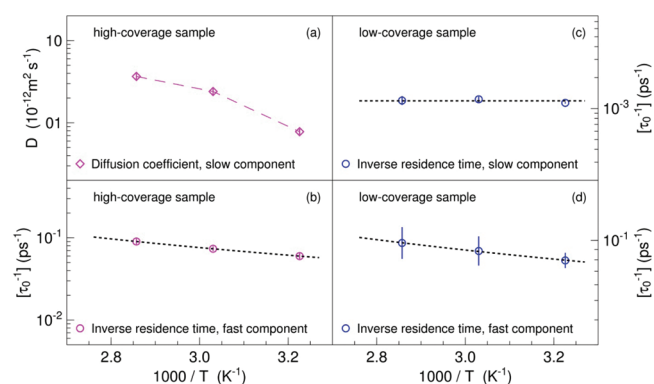 high-coverage sample (a)
10
01
D (10⁻¹²m² s⁻¹)
Diffusion coefficient, slow component
low-coverage sample (c)
10⁻³
[τ₀⁻¹] (ps⁻¹)
Inverse residence time, slow component
high-coverage sample (b)
10⁻¹
10⁻²
[τ₀⁻¹] (ps⁻¹)
Inverse residence time, fast component
2.8 3.0 3.2
1000 / T (K⁻¹)
low-coverage sample (d)
10⁻¹
[τ₀⁻¹] (ps⁻¹)
Inverse residence time, fast component
2.8 3.0 3.2
1000 / T (K⁻¹)